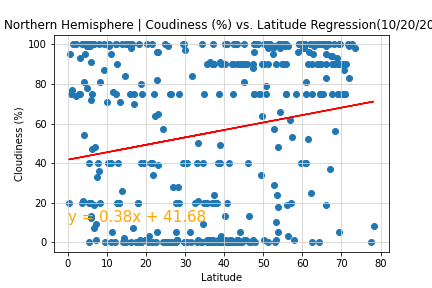 Northern Hemisphere | Coudiness (%) vs. Latitude Regression(10/20/20
Cloudiness (%)
100
80
60
40
20
0
y = 0.38x + 41.68
0 10 20 30 40 50 60 70 80
Latitude